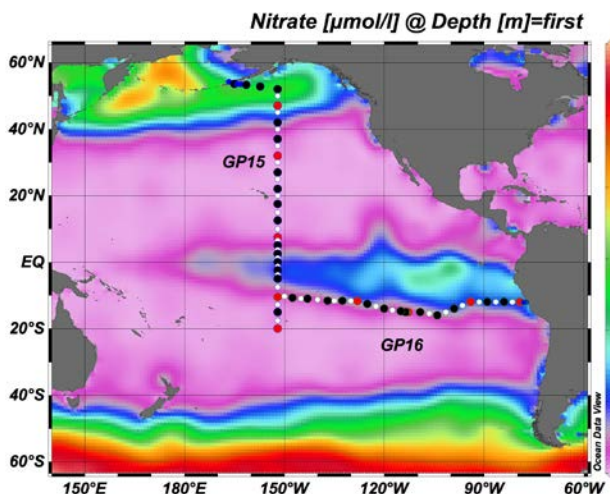 Nitrate [μmol/l] @ Depth [m]=first
60°N
40°N
GP15
20°N
EQ
20°S
GP16
40°S
60°S
Ocean Data View
150°E 180°E 150°W 120°W 90°W 60°W